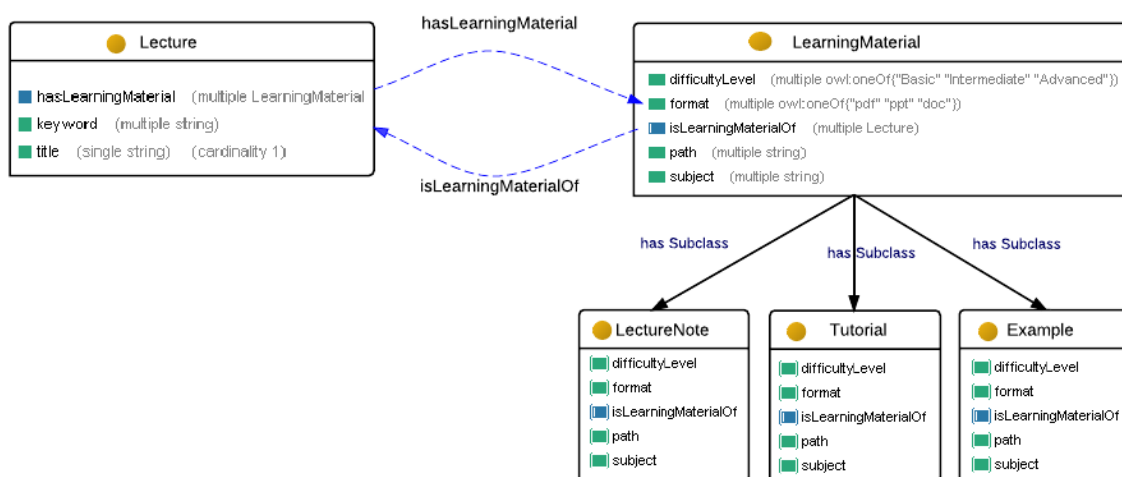 hasLearningMaterial
Lecture
hasLearningMaterial (multiple LearningMaterial
keyword (multiple string)
title (single string) (cardinality 1)
isLearningMaterialOf
LearningMaterial
difficultyLevel (multiple owl:oneOf{"Basic" "Intermediate" "Advanced"})
format (multiple owl:oneOf{"pdf" "ppt" "doc"})
isLearningMaterialOf (multiple Lecture)
path (multiple string)
subject (multiple string)
has Subclass
has Subclass
has Subclass
LectureNote
difficultyLevel
format
isLearningMaterialOf
path
subject
Tutorial
difficultyLevel
format
isLearningMaterialOf
path
subject
Example
difficultyLevel
format
isLearningMaterialOf
path
subject